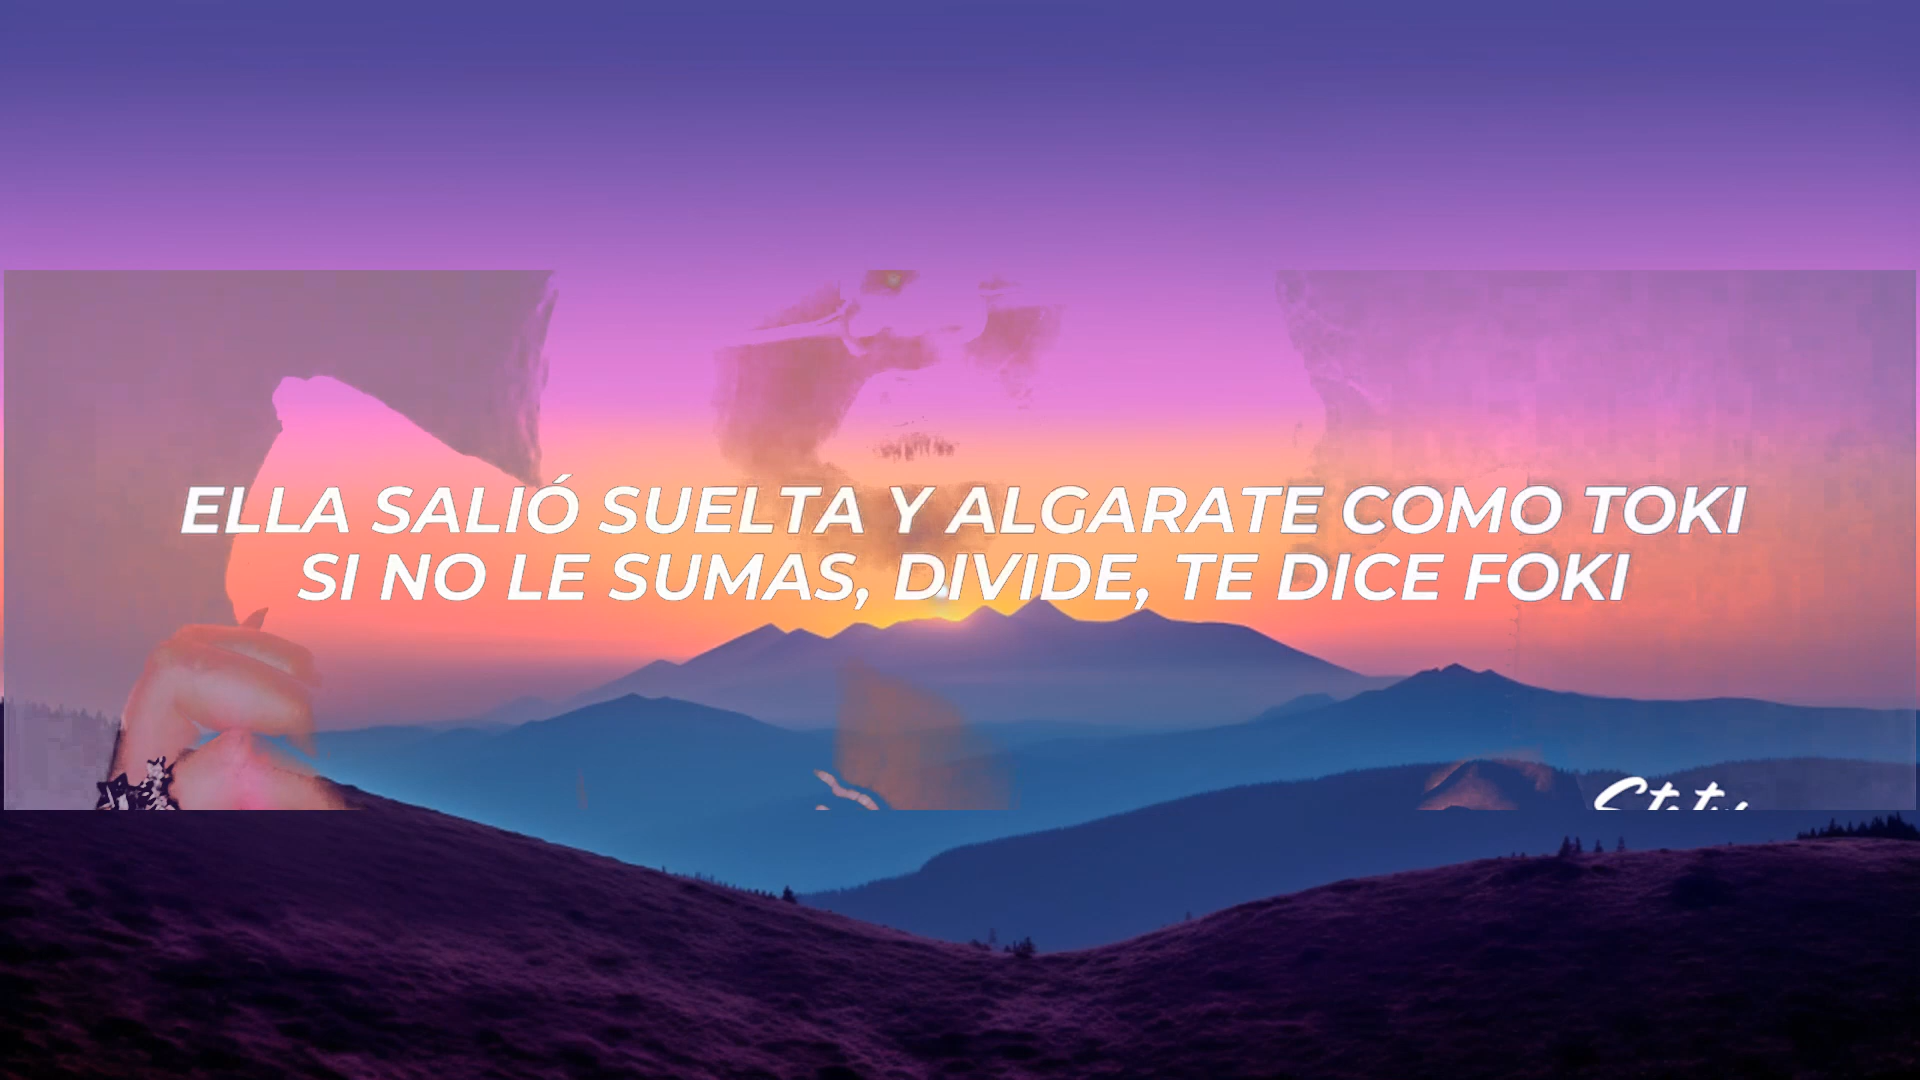 ELLA SALIÓ SUELTA Y ALGARATE COMO TOKI
SI NO LE SUMAS, DIVIDE, TE DICE FOKI